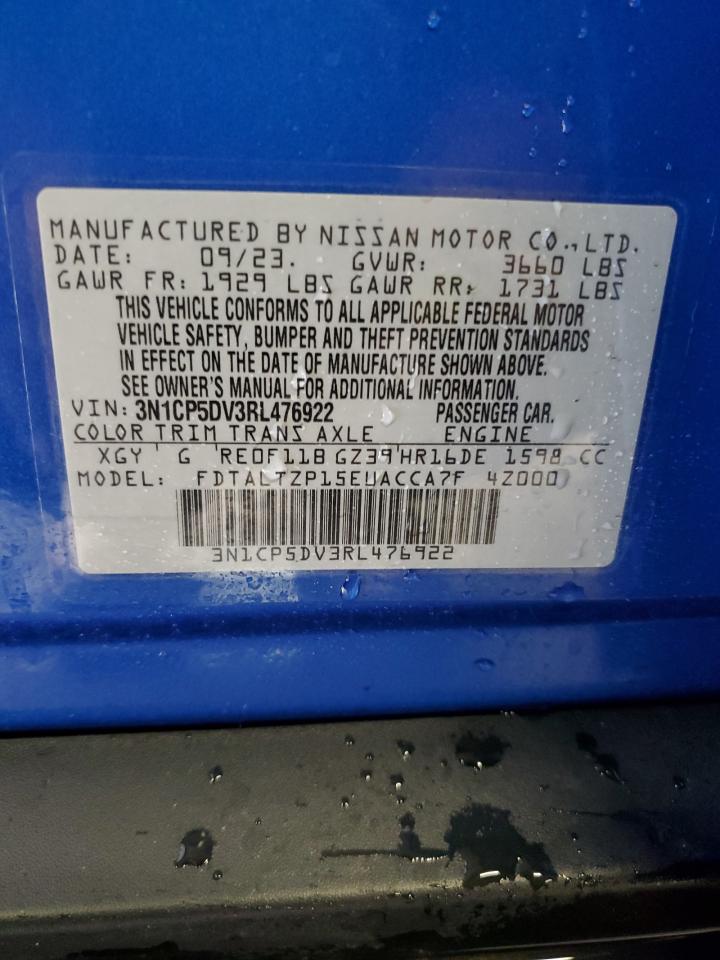 MANUFACTURED BY NISSAN MOTOR CO., LTD.
DATE: 09/23. GVWR: 3660 LBS
GAWR FR: 1929 LBS GAWR RR: 1731 LBS
THIS VEHICLE CONFORMS TO ALL APPLICABLE FEDERAL MOTOR
VEHICLE SAFETY, BUMPER AND THEFT PREVENTION STANDARDS
IN EFFECT ON THE DATE OF MANUFACTURE SHOWN ABOVE.
SEE OWNER'S MANUAL FOR ADDITIONAL INFORMATION.
VIN: 3N1CP5DV3RL476922 PASSENGER CAR.
COLOR TRIM TRANS AXLE ENGINE
XGY G RE0F11B GZ39 HR16DE 1598 CC
MODEL: FDTALTZP15EUACCA7F 4Z000
3N1CP5DV3RL476922